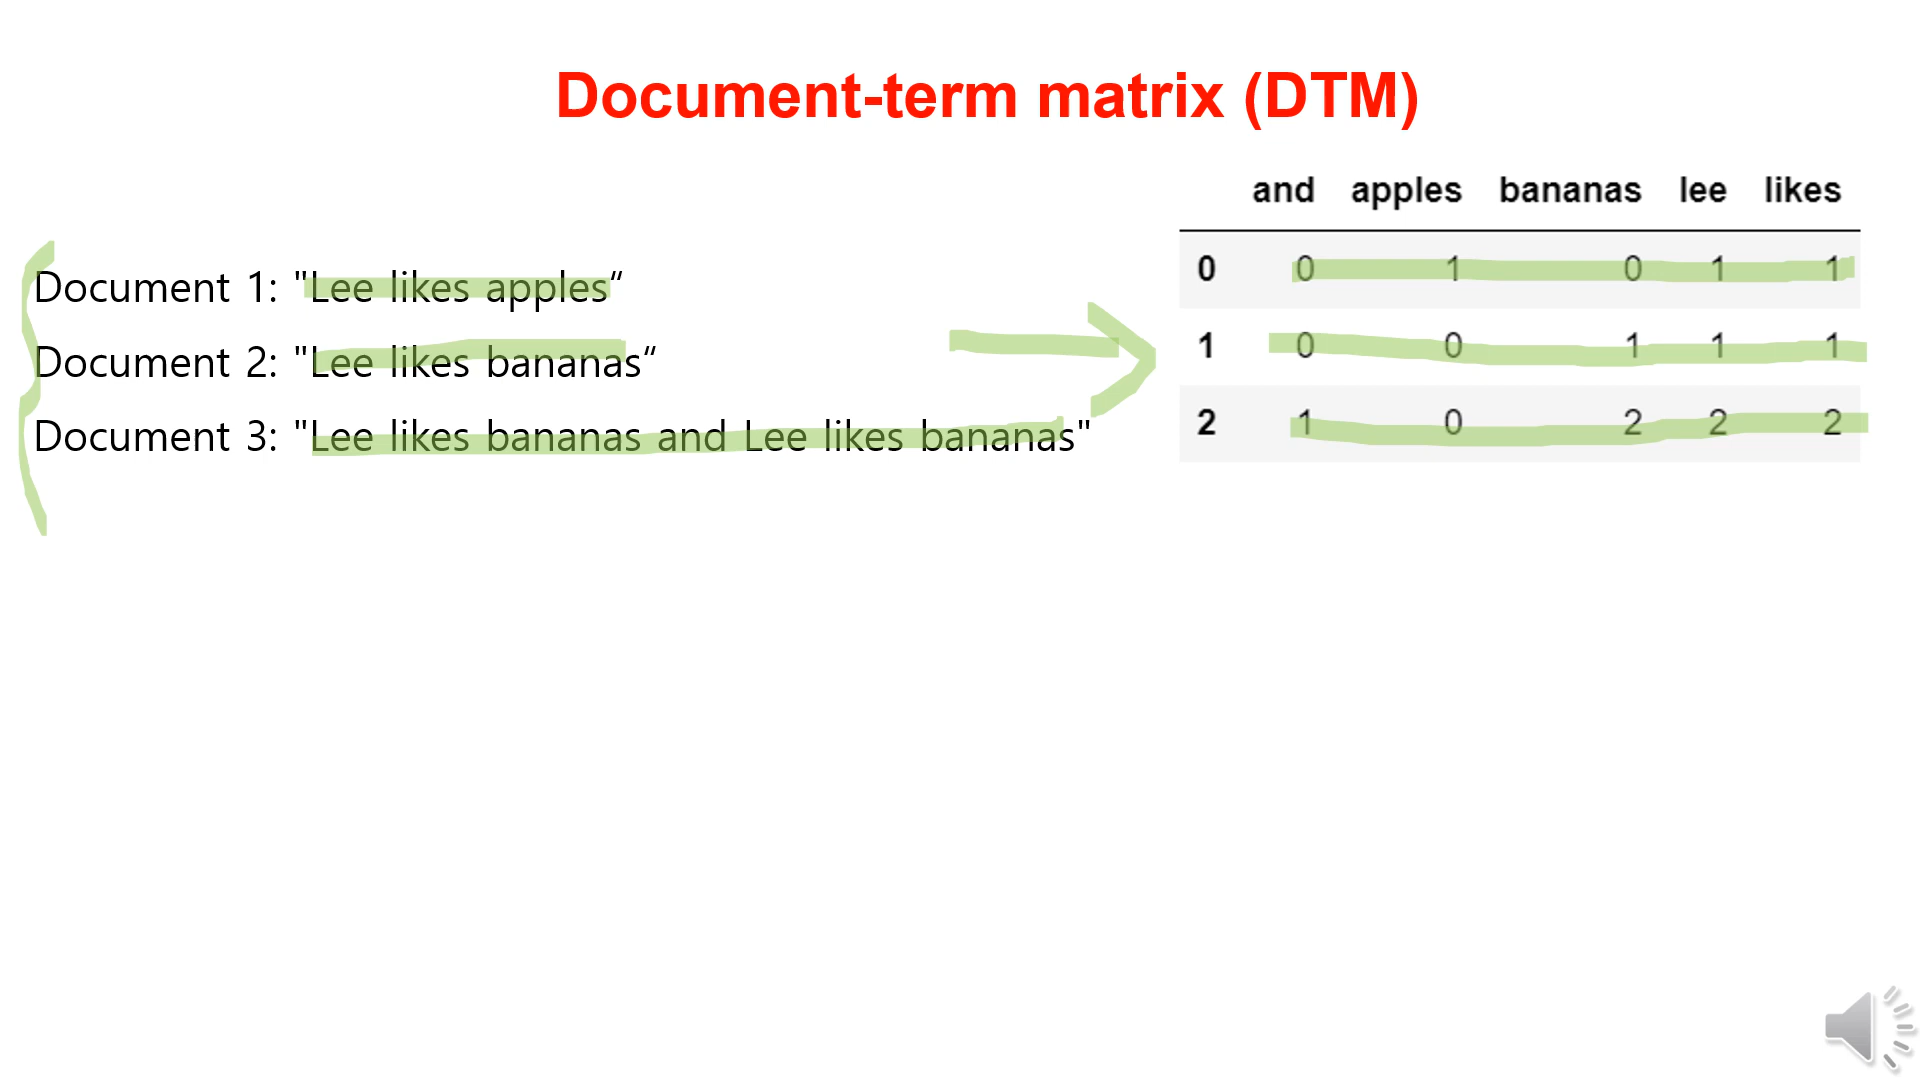 Document-term matrix (DTM)
Document 1: "Lee likes apples“
Document 2: "Lee likes bananas“
Document 3: "Lee likes bananas and Lee likes bananas"
and apples bananas lee likes
0 0 1 0 1 1
1 0 0 1 1 1
2 1 0 2 2 2